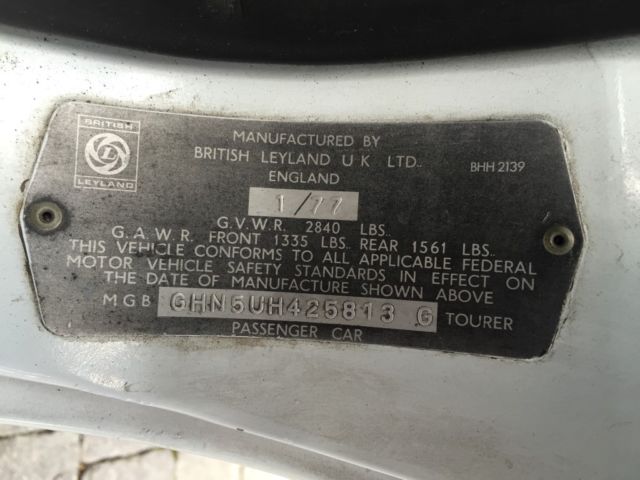 BRITISH
L
LEYLAND
MANUFACTURED BY
BRITISH LEYLAND U K LTD.
ENGLAND
BHH 2139
1/77
G.V.W.R. 2840 LBS.
G.A.W.R. FRONT 1335 LBS. REAR 1561 LBS.
THIS VEHICLE CONFORMS TO ALL APPLICABLE FEDERAL
MOTOR VEHICLE SAFETY STANDARDS IN EFFECT ON
THE DATE OF MANUFACTURE SHOWN ABOVE
MGB GHN5UH425813 G TOURER
PASSENGER CAR